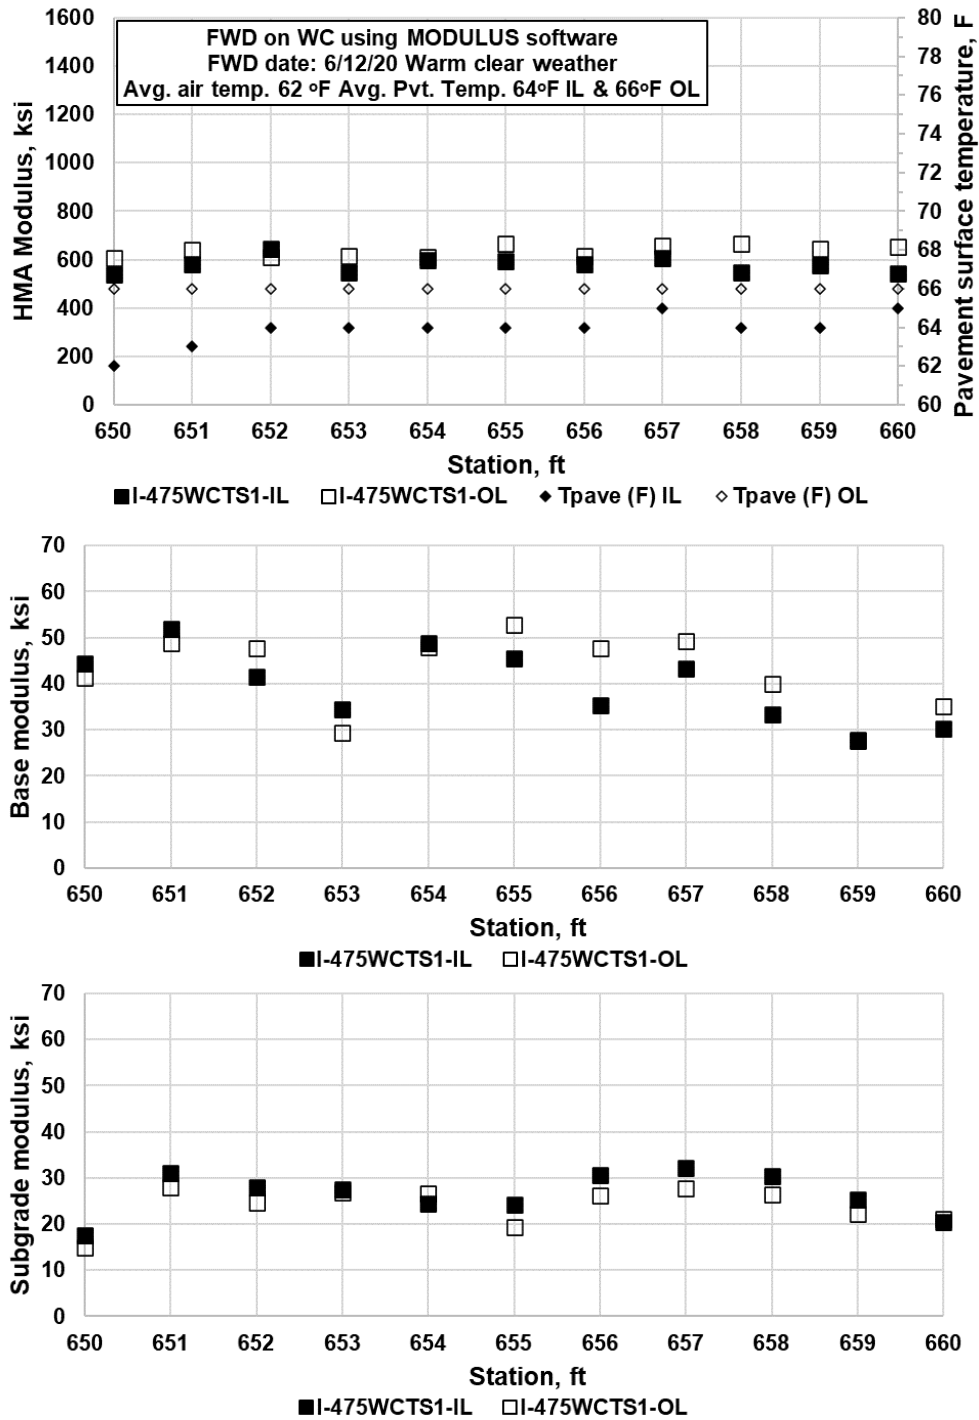 1600
1400
1200
1000
800
600
400
200
0
HMA Modulus, ksi
FWD on WC using MODULUS software
FWD date: 6/12/20 Warm clear weather
Avg. air temp. 62 ºF Avg. Pvt. Temp. 64ºF IL & 66ºF OL
80
78
76
74
72
70
68
66
64
62
60
Pavement surface temperature, F
650 651 652 653 654 655 656 657 658 659 660
Station, ft
I-475WCTS1-IL I-475WCTS1-OL Tpave (F) IL Tpave (F) OL
70
60
50
40
30
20
10
0
Base modulus, ksi
650 651 652 653 654 655 656 657 658 659 660
Station, ft
I-475WCTS1-IL I-475WCTS1-OL
70
60
50
40
30
20
10
0
Subgrade modulus, ksi
650 651 652 653 654 655 656 657 658 659 660
Station, ft
I-475WCTS1-IL I-475WCTS1-OL